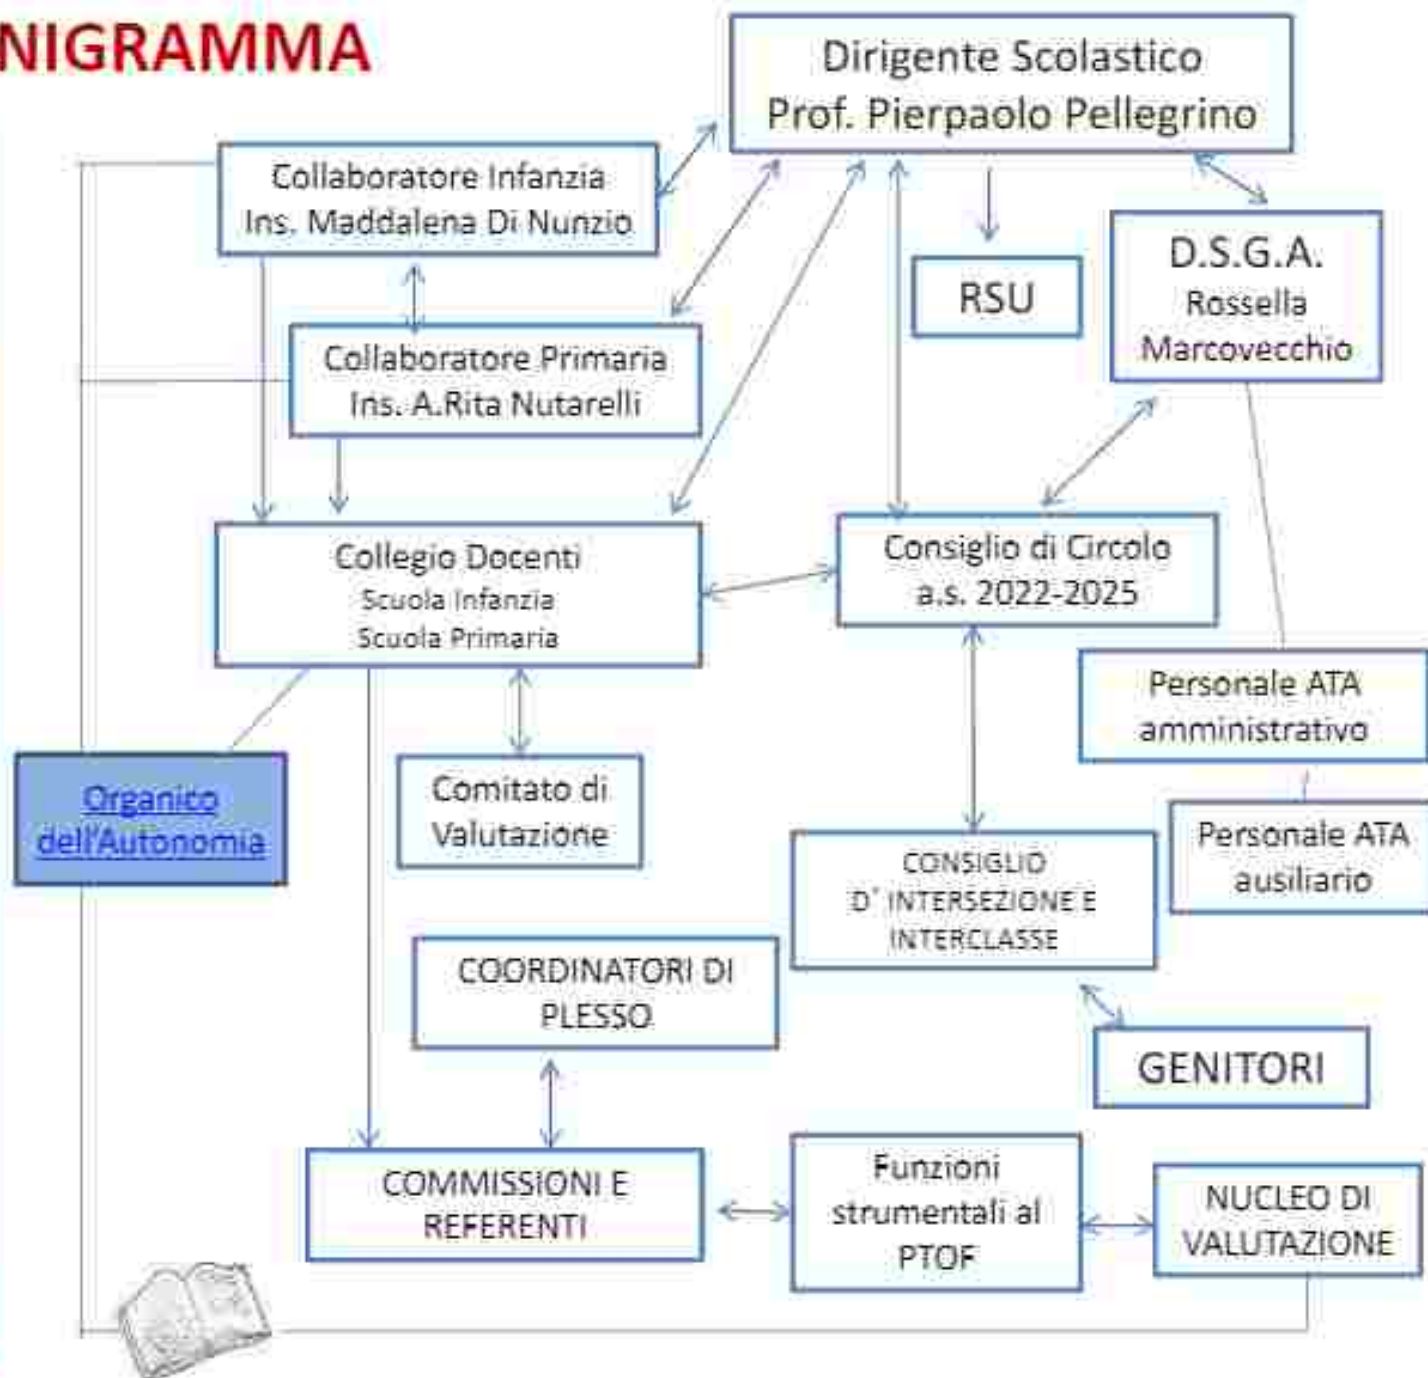 NIGRAMMA
Dirigente Scolastico
Prof. Pierpaolo Pellegrino
Collaboratore Infanzia
Ins. Maddalena Di Nunzio
RSU
D.S.G.A.
Rossella
Marcovecchio
Collaboratore Primaria
Ins. A.Rita Nutarelli
Collegio Docenti
Scuola Infanzia
Scuola Primaria
Consiglio di Circolo
a.s. 2022-2025
Personale ATA
amministrativo
Organico
dell'Autonomia
Comitato di
Valutazione
Personale ATA
ausiliario
CONSIGLIO
D' INTERSEZIONE E
INTERCLASSE
COORDINATORI DI
PLESSO
GENITORI
COMMISSIONI E
REFERENTI
Funzioni
strumentali al
PTOF
NUCLEO DI
VALUTAZIONE